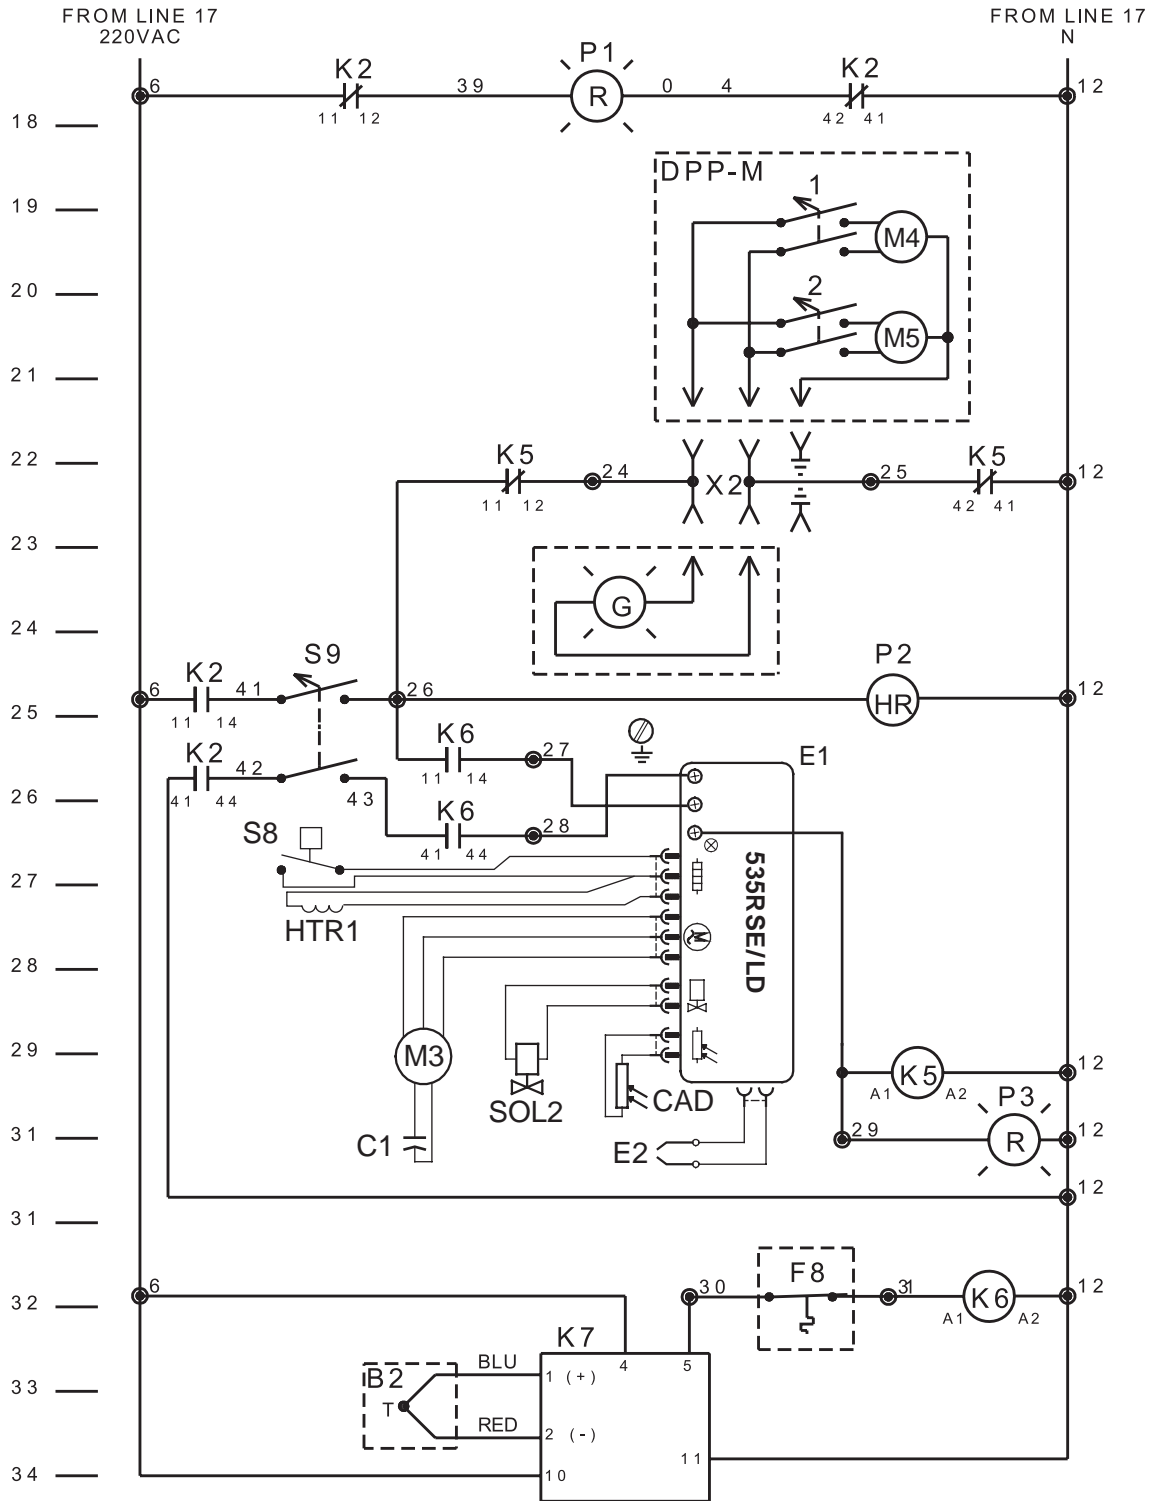 FROM LINE 17
220VAC
FROM LINE 17
N
P1
6
K2
39
R
0 4
K2
12
11 12
42 41
18
DPP-M
1
19
M4
20
2
M5
21
22
K5
24
X2
25
K5
12
11 12
42 41
23
G
24
S9
P2
6
K2
41
26
HR
12
25
11 14
K2
42
K6
27
E1
11 14
26
41 44
43
K6
28
S8
41 44
535RSE/LD
27
HTR1
M
28
29
M3
SOL2
CAD
K5
12
A1 A2
P3
31
C1
E2
29
R
12
12
31
6
30
F8
31
K6
12
32
A1 A2
K7
4 5
B2
BLU
1 (+)
33
T
RED
2 (-)
11
34
10